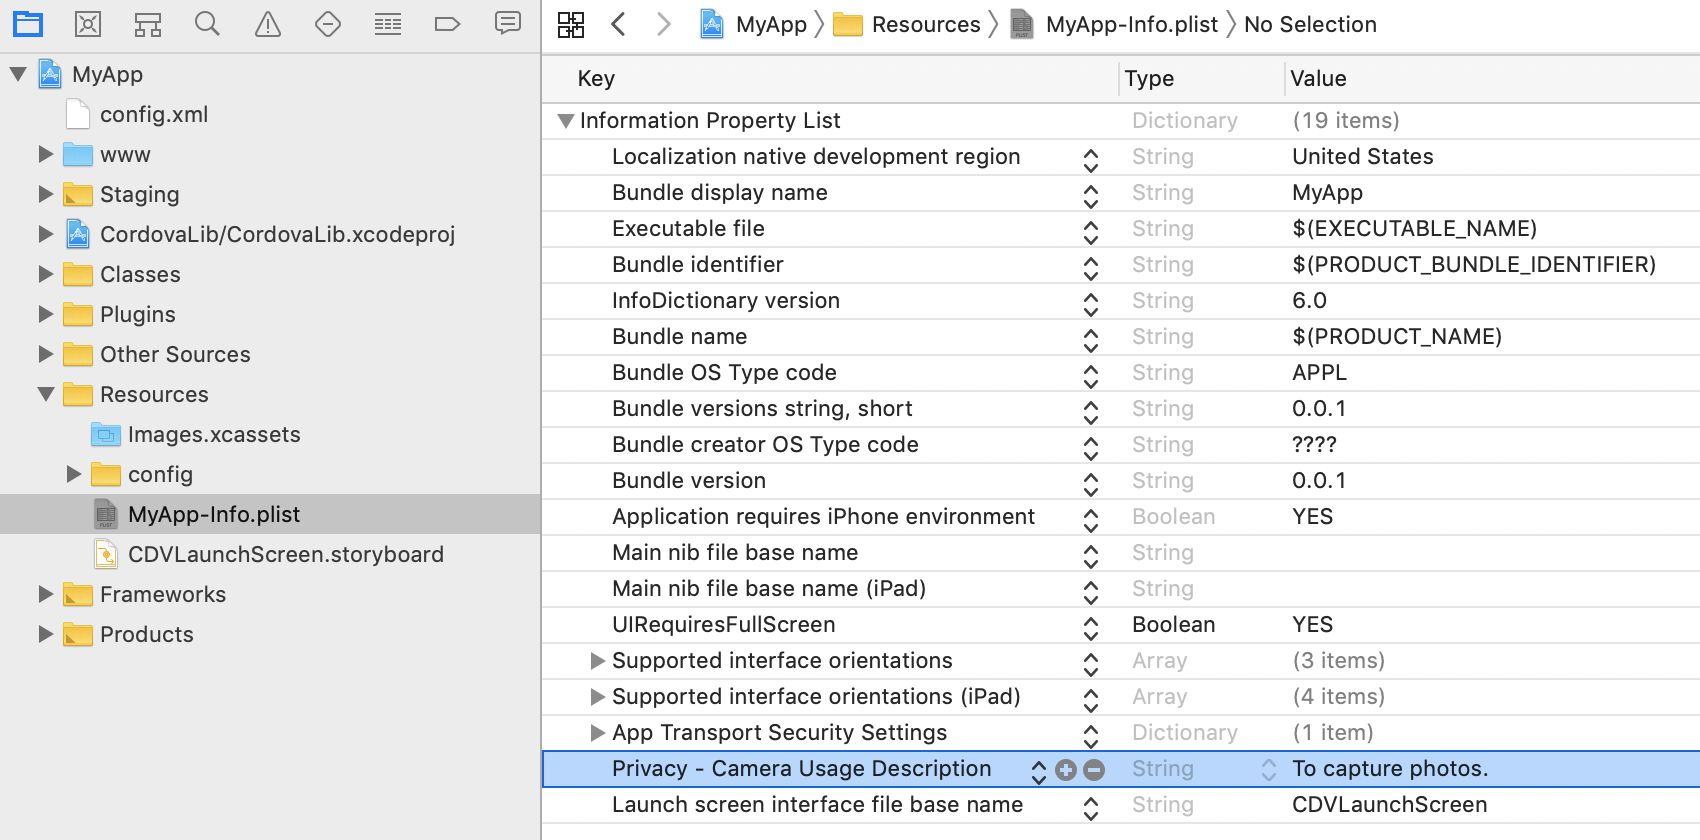 MyApp
config.xml
www
Staging
CordovaLib/CordovaLib.xcodeproj
Classes
Plugins
Other Sources
Resources
Images.xcassets
config
MyApp-Info.plist
CDVLaunchScreen.storyboard
Frameworks
Products
MyApp Resources MyApp-Info.plist No Selection
Key Type Value
Information Property List Dictionary (19 items)
Localization native development region String United States
Bundle display name String MyApp
Executable file String $(EXECUTABLE_NAME)
Bundle identifier String $(PRODUCT_BUNDLE_IDENTIFIER)
InfoDictionary version String 6.0
Bundle name String $(PRODUCT_NAME)
Bundle OS Type code String APPL
Bundle versions string, short String 0.0.1
Bundle creator OS Type code String ????
Bundle version String 0.0.1
Application requires iPhone environment Boolean YES
Main nib file base name String
Main nib file base name (iPad) String
UIRequiresFullScreen Boolean YES
Supported interface orientations Array (3 items)
Supported interface orientations (iPad) Array (4 items)
App Transport Security Settings Dictionary (1 item)
Privacy - Camera Usage Description String To capture photos.
Launch screen interface file base name String CDVLaunchScreen